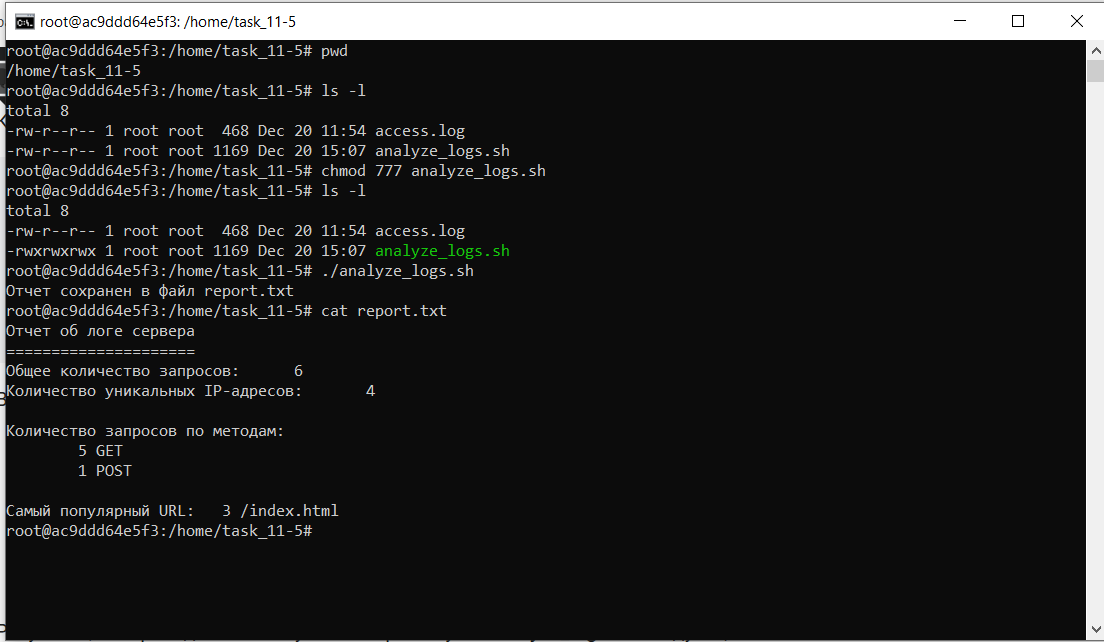 root@ac9ddd64e5f3: /home/task_11-5
root@ac9ddd64e5f3:/home/task_11-5# pwd
/home/task_11-5
root@ac9ddd64e5f3:/home/task_11-5# ls -l
total 8
-rw-r--r-- 1 root root  468 Dec 20 11:54 access.log
-rw-r--r-- 1 root root 1169 Dec 20 15:07 analyze_logs.sh
root@ac9ddd64e5f3:/home/task_11-5# chmod 777 analyze_logs.sh
root@ac9ddd64e5f3:/home/task_11-5# ls -l
total 8
-rw-r--r-- 1 root root  468 Dec 20 11:54 access.log
-rwxrwxrwx 1 root root 1169 Dec 20 15:07 analyze_logs.sh
root@ac9ddd64e5f3:/home/task_11-5# ./analyze_logs.sh
Отчет сохранен в файл report.txt
root@ac9ddd64e5f3:/home/task_11-5# cat report.txt
Отчет об логе сервера
=====================
Общее количество запросов:      6
Количество уникальных IP-адресов:       4
Количество запросов по методам:
        5 GET
        1 POST
Самый популярный URL:   3 /index.html
root@ac9ddd64e5f3:/home/task_11-5#